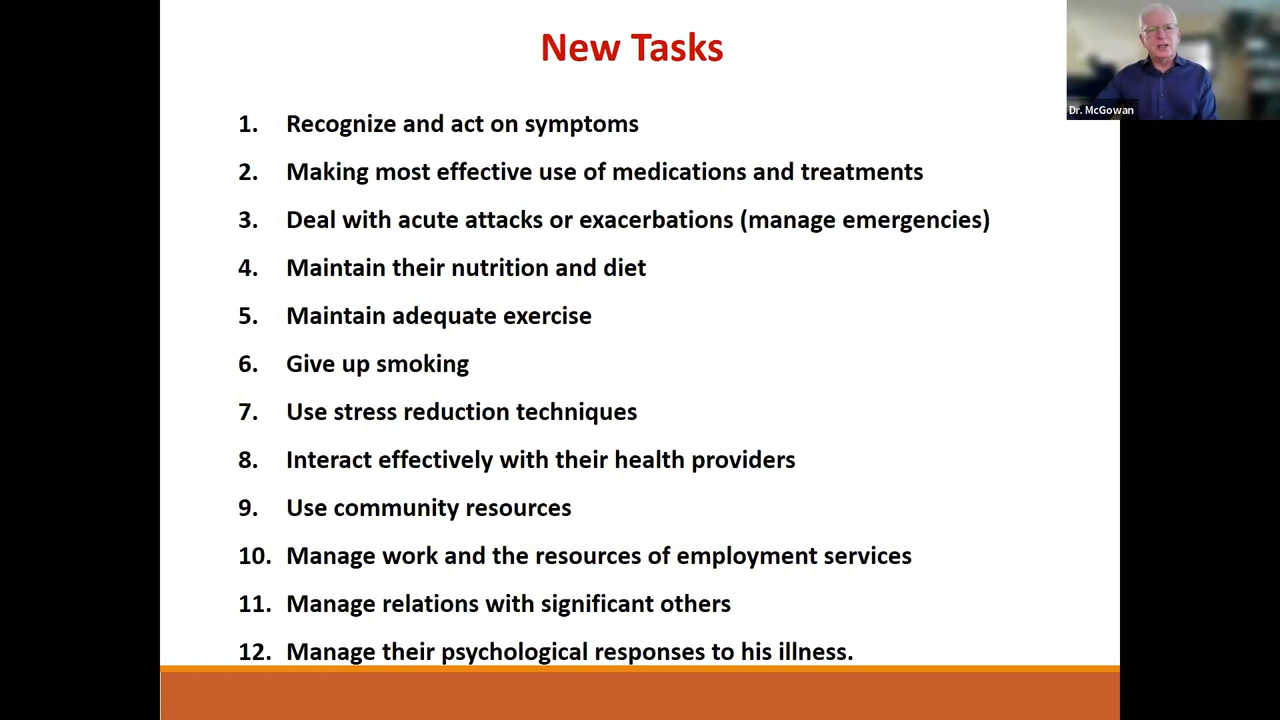 New Tasks
Dr. McGowan
1. Recognize and act on symptoms
2. Making most effective use of medications and treatments
3. Deal with acute attacks or exacerbations (manage emergencies)
4. Maintain their nutrition and diet
5. Maintain adequate exercise
6. Give up smoking
7. Use stress reduction techniques
8. Interact effectively with their health providers
9. Use community resources
10. Manage work and the resources of employment services
11. Manage relations with significant others
12. Manage their psychological responses to his illness.